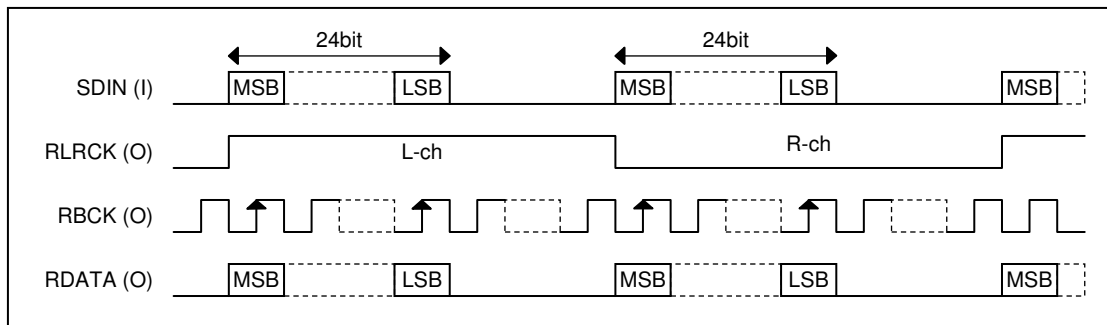 24bit 24bit
SDIN (I) MSB LSB MSB LSB MSB
RLRCK (O) L-ch R-ch
RBCK (O)
RDATA (O) MSB LSB MSB LSB MSB